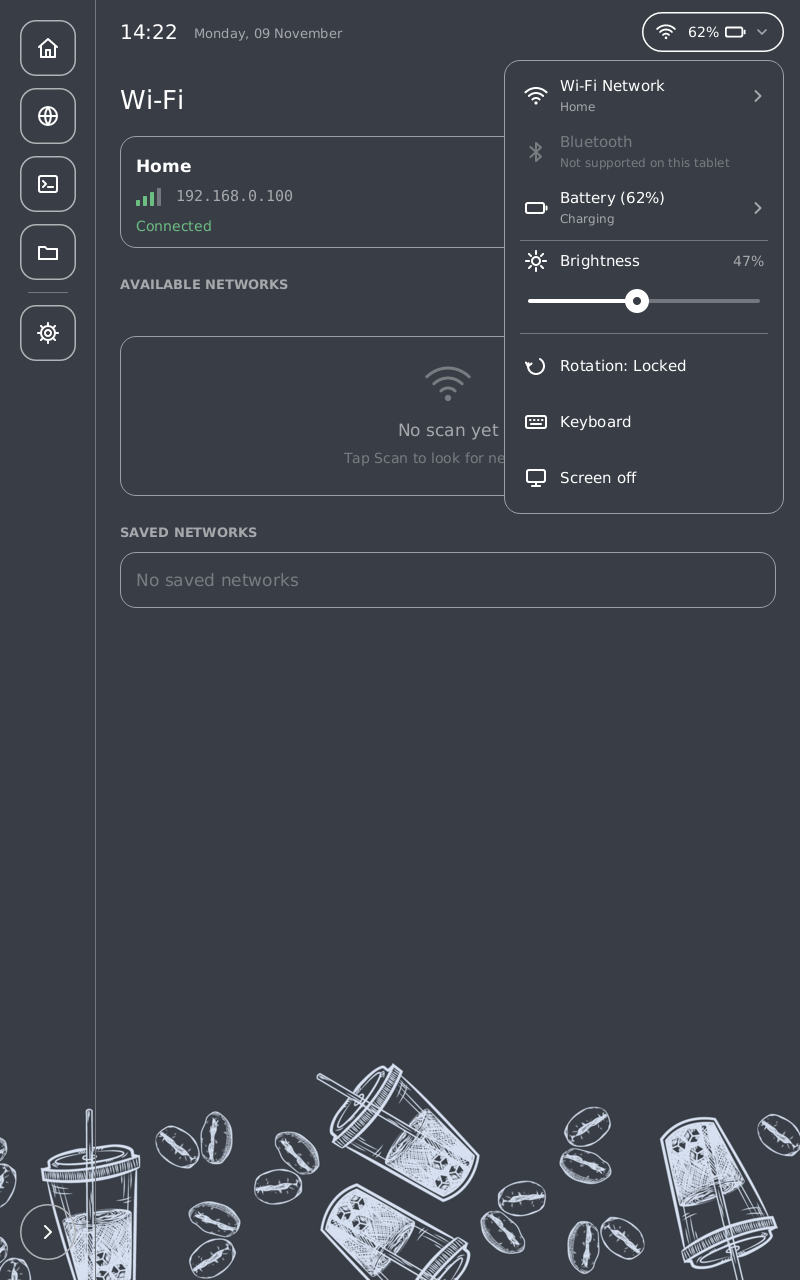 14:22 Monday, 09 November
62%
Wi-Fi
Home
192.168.0.100
Connected
AVAILABLE NETWORKS
No scan yet
Tap Scan to look for ne
SAVED NETWORKS
No saved networks
Wi-Fi Network
Home
Bluetooth
Not supported on this tablet
Battery (62%)
Charging
Brightness 47%
Rotation: Locked
Keyboard
Screen off